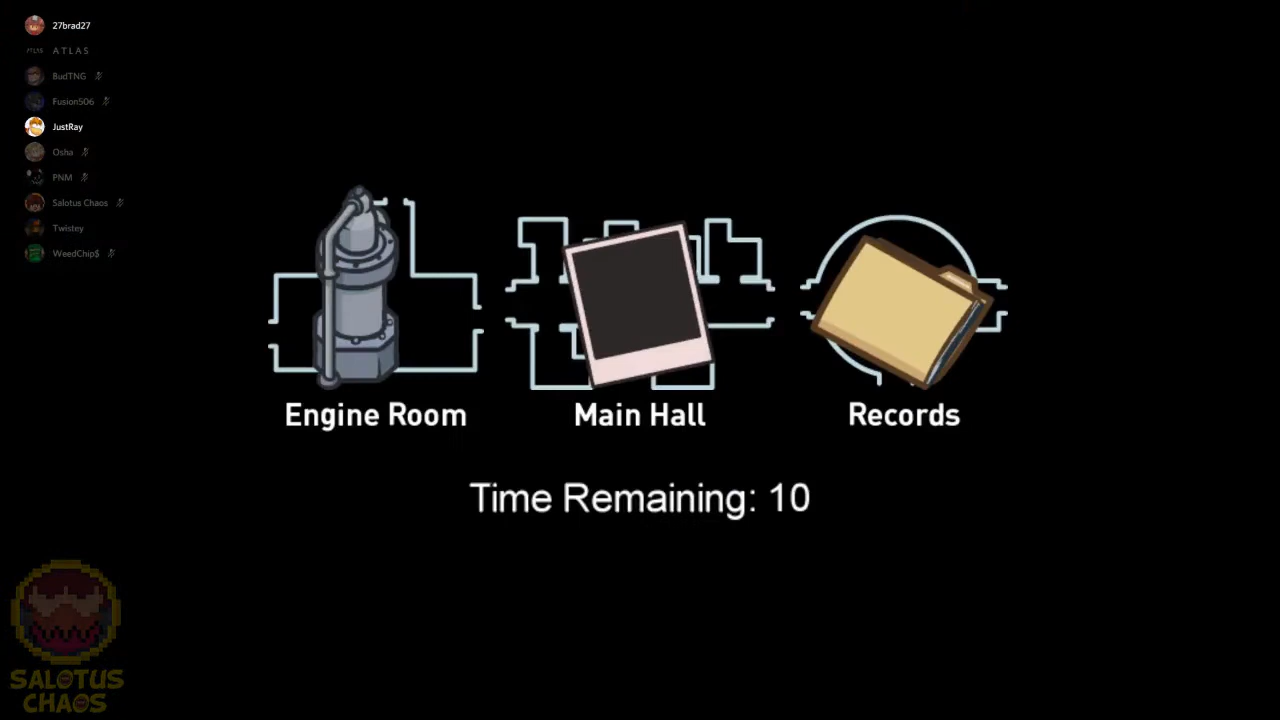 27brad27
ATLAS
A T L A S
BudTNG
Fusion506
JustRay
Osha
PNM
Salotus Chaos
Twistey
WeedChip$
Engine Room
Main Hall
Records
Time Remaining: 10
SALOTUS
CHAOS